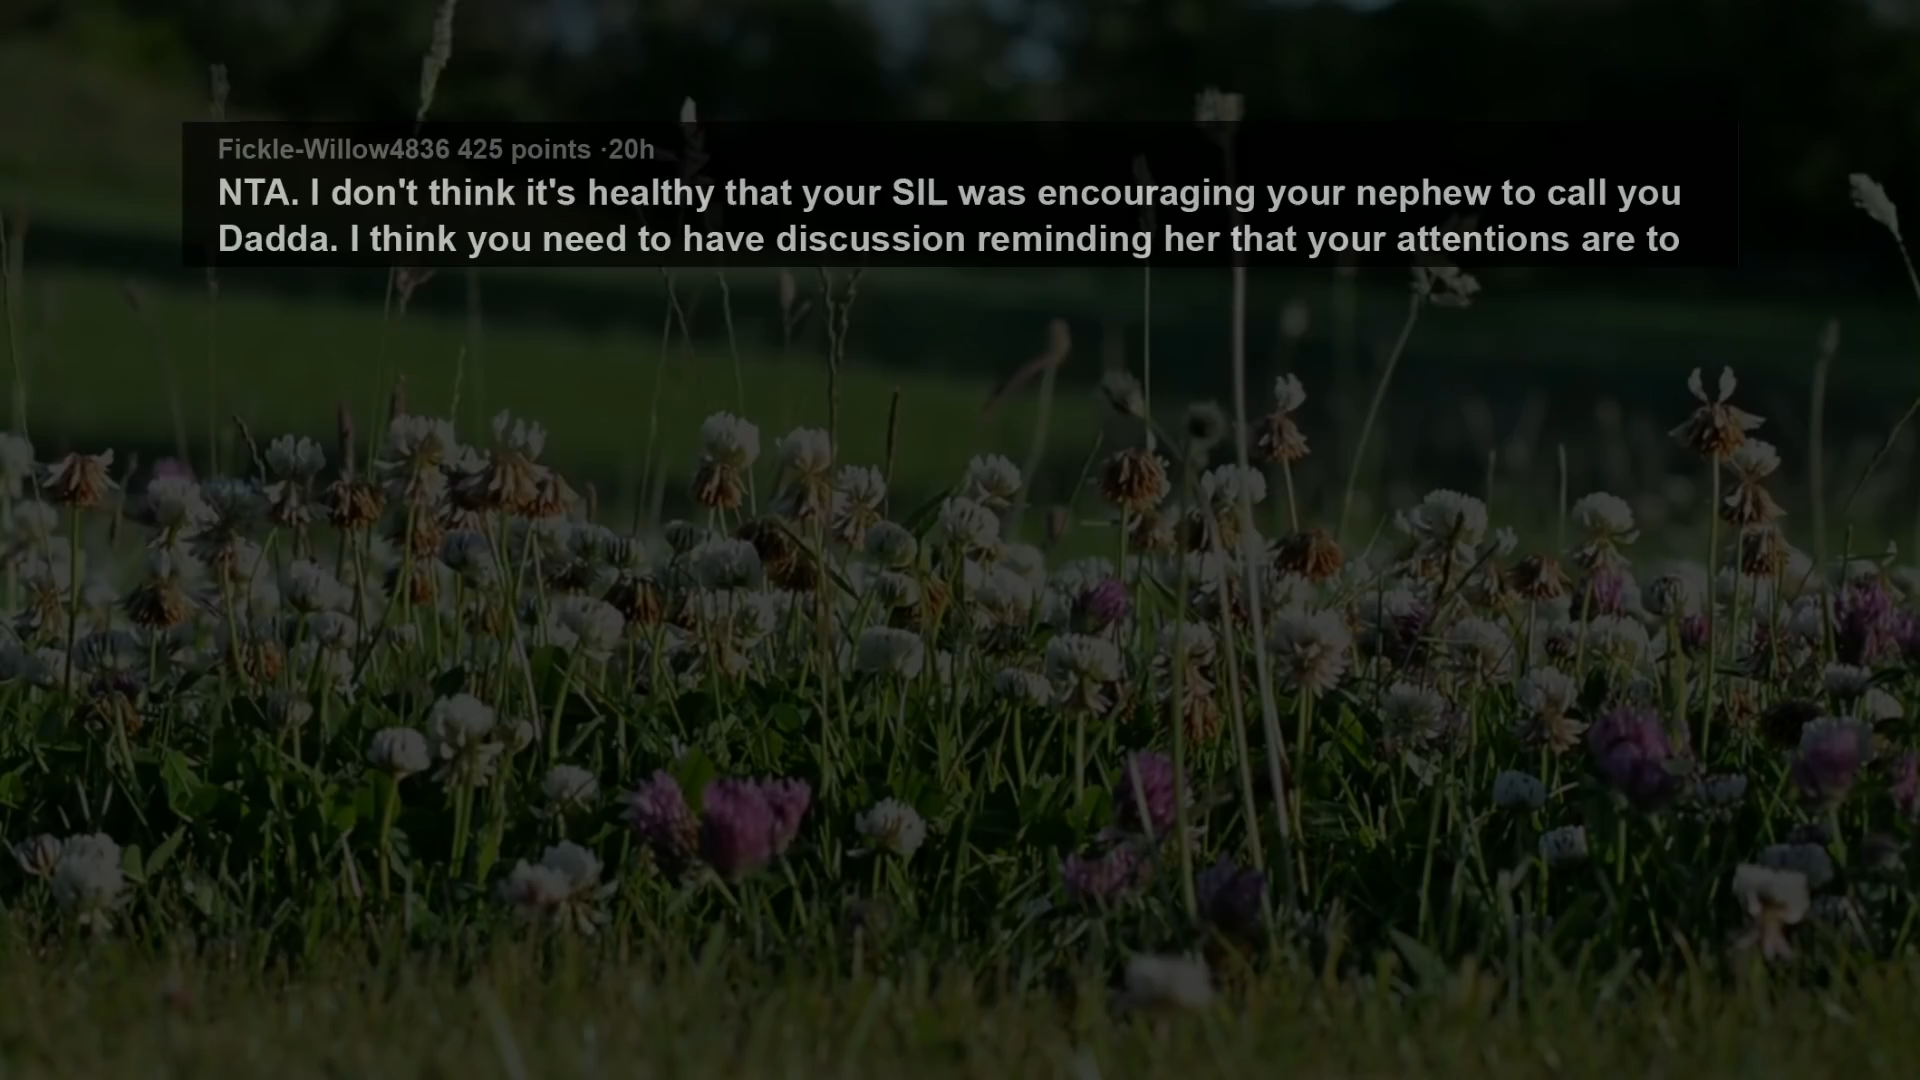 Fickle-Willow4836 425 points ·20h
NTA. I don't think it's healthy that your SIL was encouraging your nephew to call you
Dadda. I think you need to have discussion reminding her that your attentions are to